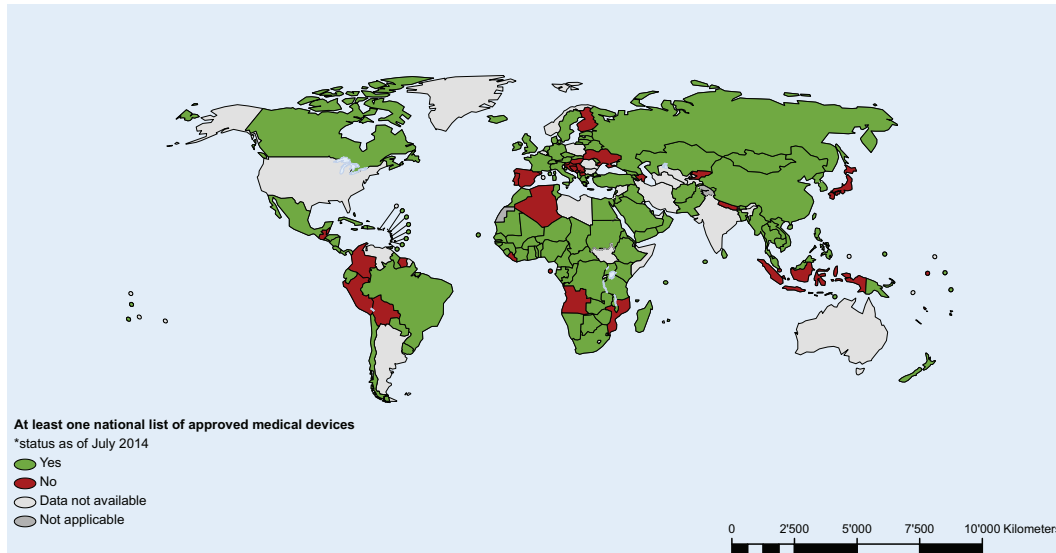 At least one national list of approved medical devices
*status as of July 2014
Yes
No
Data not available
Not applicable
0 2'500 5'000 7'500 10'000 Kilometers